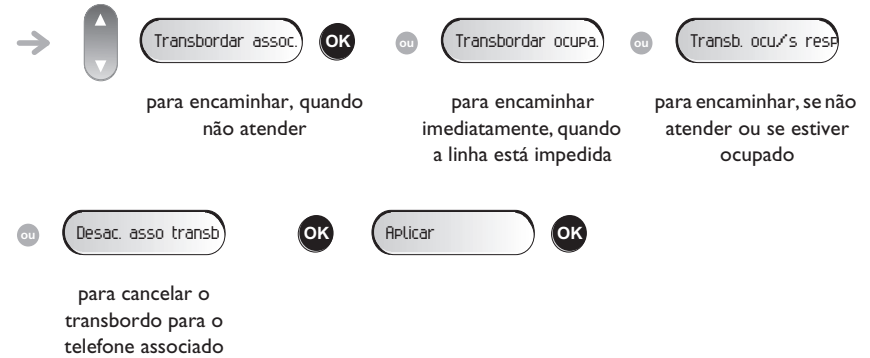 Transbordar assoc. OK ou Transbordar ocupa. ou Transb. ocu/s resp
para encaminhar, quando
não atender
para encaminhar
imediatamente, quando
a linha está impedida
para encaminhar, se não
atender ou se estiver
ocupado
ou Desac. asso transb OK Aplicar OK
para cancelar o
transbordo para o
telefone associado